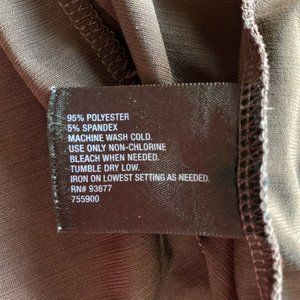 95% POLYESTER
5% SPANDEX
MACHINE WASH COLD.
USE ONLY NON-CHLORINE
BLEACH WHEN NEEDED.
TUMBLE DRY LOW.
IRON ON LOWEST SETTING AS NEEDED.
RN# 93677
755900